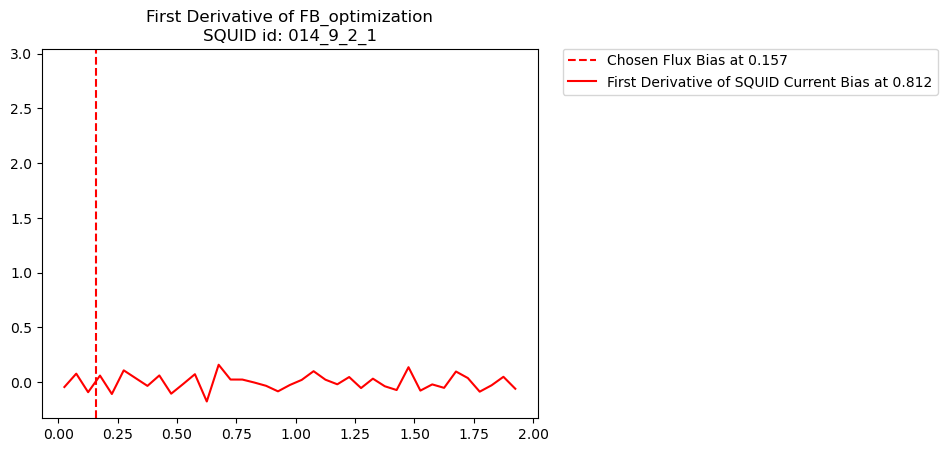 First Derivative of FB_optimization
SQUID id: 014_9_2_1
Chosen Flux Bias at 0.157
First Derivative of SQUID Current Bias at 0.812
3.0
2.5
2.0
1.5
1.0
0.5
0.0
0.00 0.25 0.50 0.75 1.00 1.25 1.50 1.75 2.00